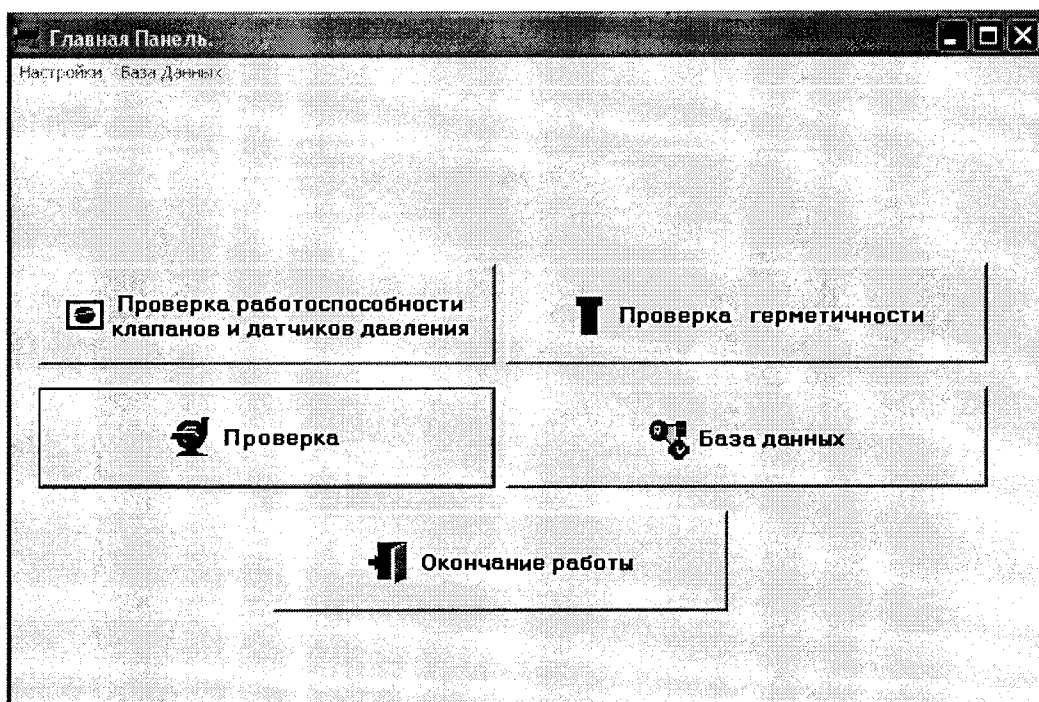 Главная Панель.
Настройки База Данных
Проверка работоспособности
клапанов и датчиков давления
Проверка герметичности
Проверка
База данных
Окончание работы